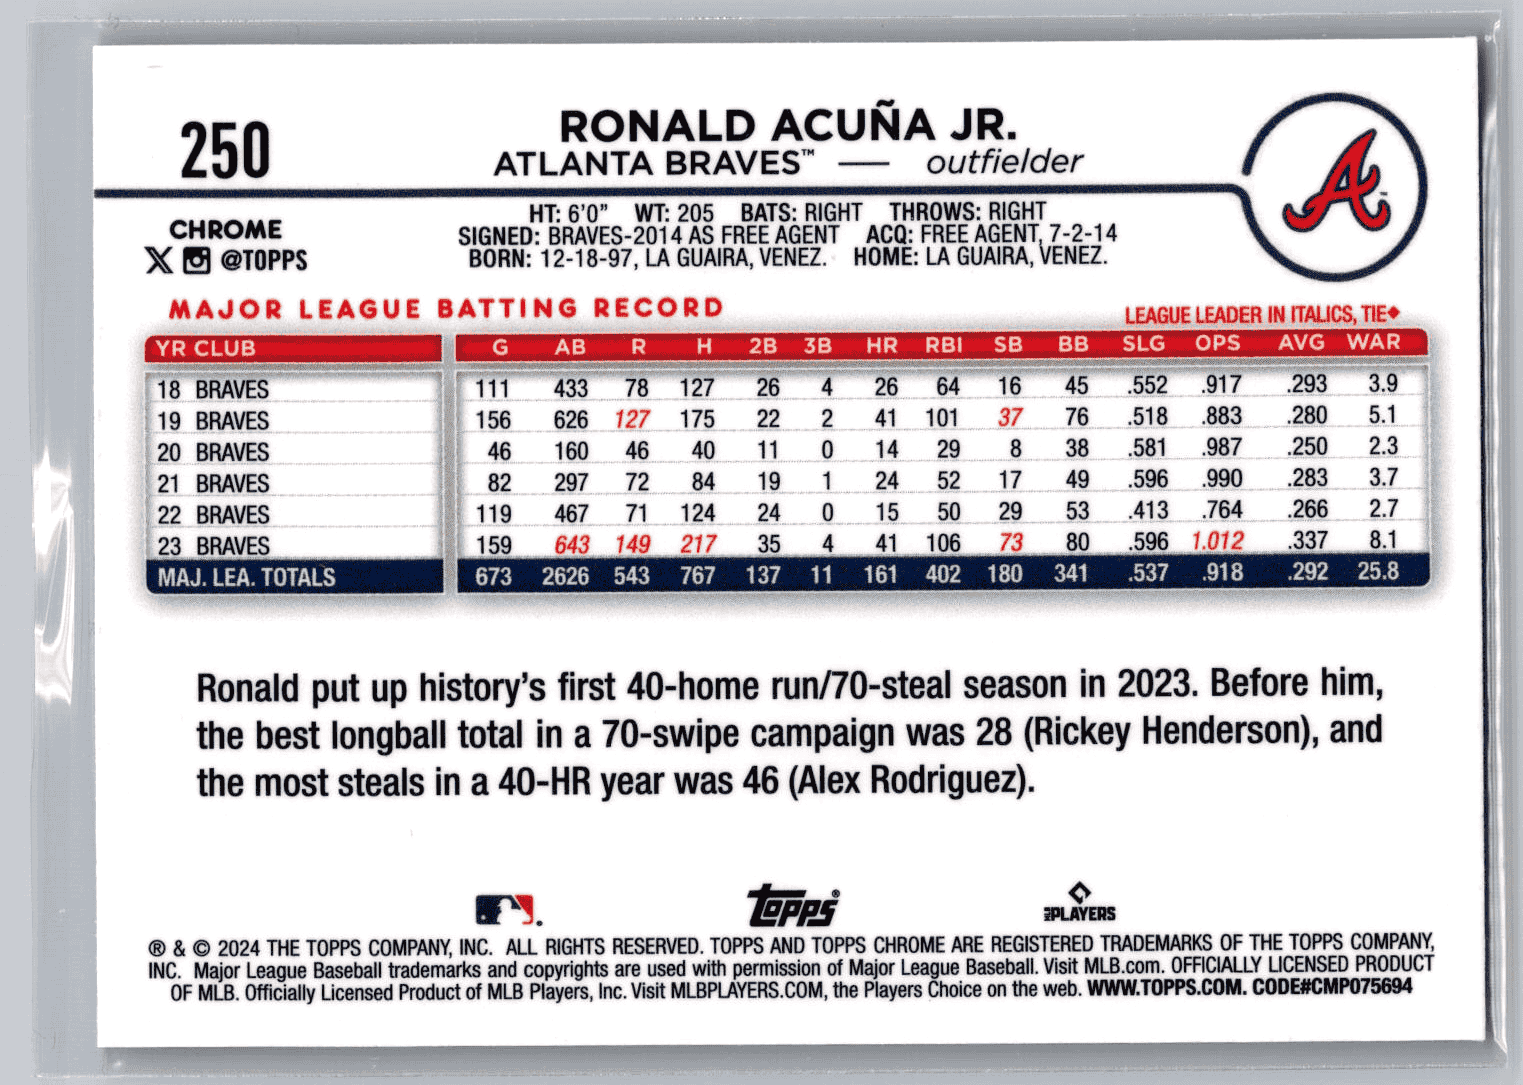 250
RONALD ACUÑA JR.
ATLANTA BRAVES™ — outfielder
A
CHROME
X @TOPPS
HT: 6'0" WT: 205 BATS: RIGHT THROWS: RIGHT
SIGNED: BRAVES-2014 AS FREE AGENT ACQ: FREE AGENT, 7-2-14
BORN: 12-18-97, LA GUAIRA, VENEZ. HOME: LA GUAIRA, VENEZ.
MAJOR LEAGUE BATTING RECORD
LEAGUE LEADER IN ITALICS, TIE◆
YR CLUB G AB R H 2B 3B HR RBI SB BB SLG OPS AVG WAR
18 BRAVES 111 433 78 127 26 4 26 64 16 45 .552 .917 .293 3.9
19 BRAVES 156 626 127 175 22 2 41 101 37 76 .518 .883 .280 5.1
20 BRAVES 46 160 46 40 11 0 14 29 8 38 .581 .987 .250 2.3
21 BRAVES 82 297 72 84 19 1 24 52 17 49 .596 .990 .283 3.7
22 BRAVES 119 467 71 124 24 0 15 50 29 53 .413 .764 .266 2.7
23 BRAVES 159 643 149 217 35 4 41 106 73 80 .596 1.012 .337 8.1
MAJ. LEA. TOTALS 673 2626 543 767 137 11 161 402 180 341 .537 .918 .292 25.8
Ronald put up history's first 40-home run/70-steal season in 2023. Before him,
the best longball total in a 70-swipe campaign was 28 (Rickey Henderson), and
the most steals in a 40-HR year was 46 (Alex Rodriguez).
Topps®
MLB PLAYERS
® & © 2024 THE TOPPS COMPANY, INC. ALL RIGHTS RESERVED. TOPPS AND TOPPS CHROME ARE REGISTERED TRADEMARKS OF THE TOPPS COMPANY,
INC. Major League Baseball trademarks and copyrights are used with permission of Major League Baseball. Visit MLB.com. OFFICIALLY LICENSED PRODUCT
OF MLB. Officially Licensed Product of MLB Players, Inc. Visit MLBPLAYERS.COM, the Players Choice on the web. WWW.TOPPS.COM. CODE#CMP075694